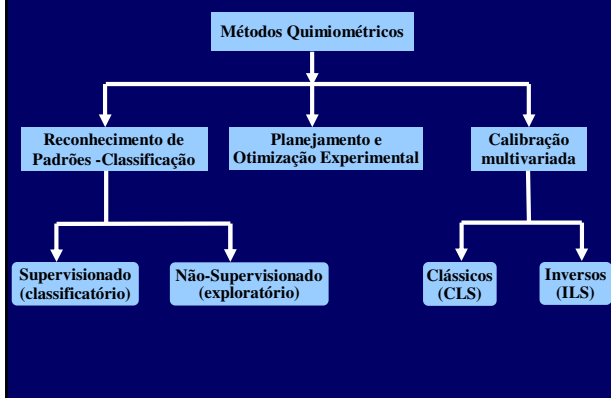 Métodos Quimiométricos
Reconhecimento de
Padrões -Classificação
Planejamento e
Otimização Experimental
Calibração
multivariada
Supervisionado
(classificatório)
Não-Supervisionado
(exploratório)
Clássicos
(CLS)
Inversos
(ILS)